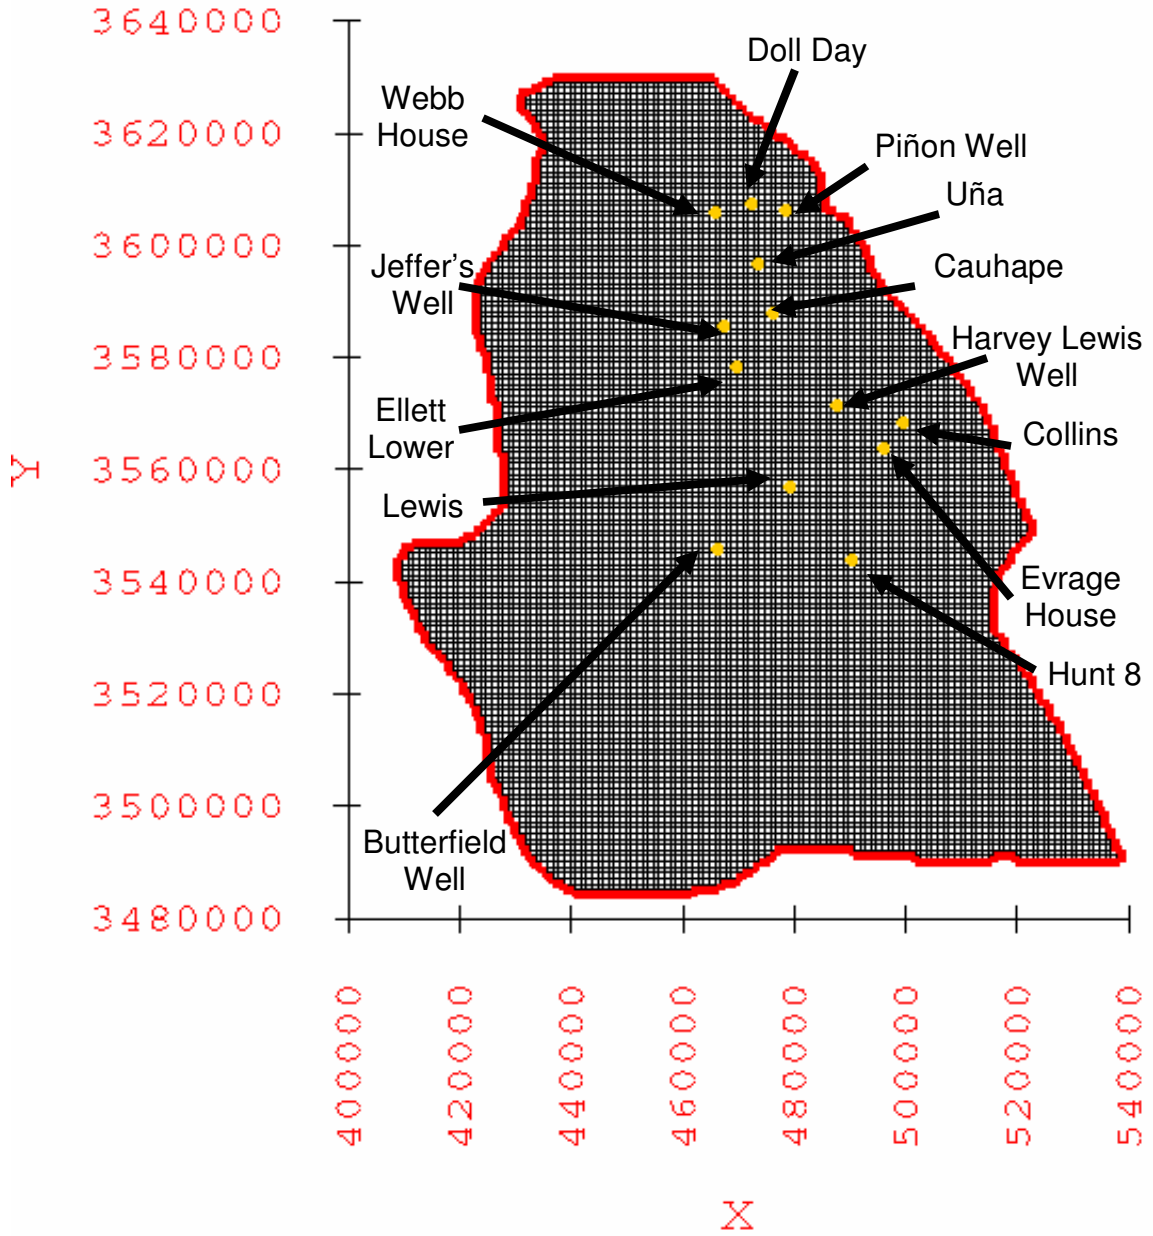 3640000
Doll Day
Webb
House
3620000
Piñon Well
Uña
3600000
Jeffer's
Well
Cauhape
Harvey Lewis
Well
3580000
Ellett
Lower
Collins
Y
3560000
Lewis
3540000
Evrage
House
Hunt 8
3520000
3500000
Butterfield
Well
3480000
400000
420000
440000
460000
480000
500000
520000
540000
X